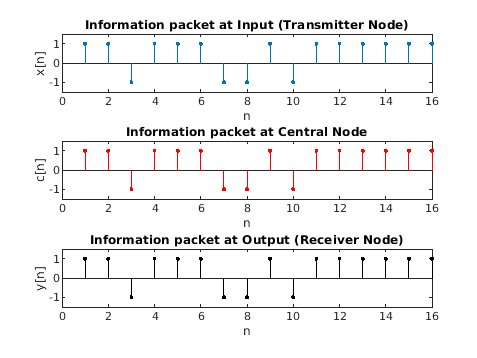 Information packet at Input (Transmitter Node)
1
0
-1
x[n]
0 2 4 6 8 10 12 14 16
n
Information packet at Central Node
1
0
-1
c[n]
0 2 4 6 8 10 12 14 16
n
Information packet at Output (Receiver Node)
1
0
-1
y[n]
0 2 4 6 8 10 12 14 16
n